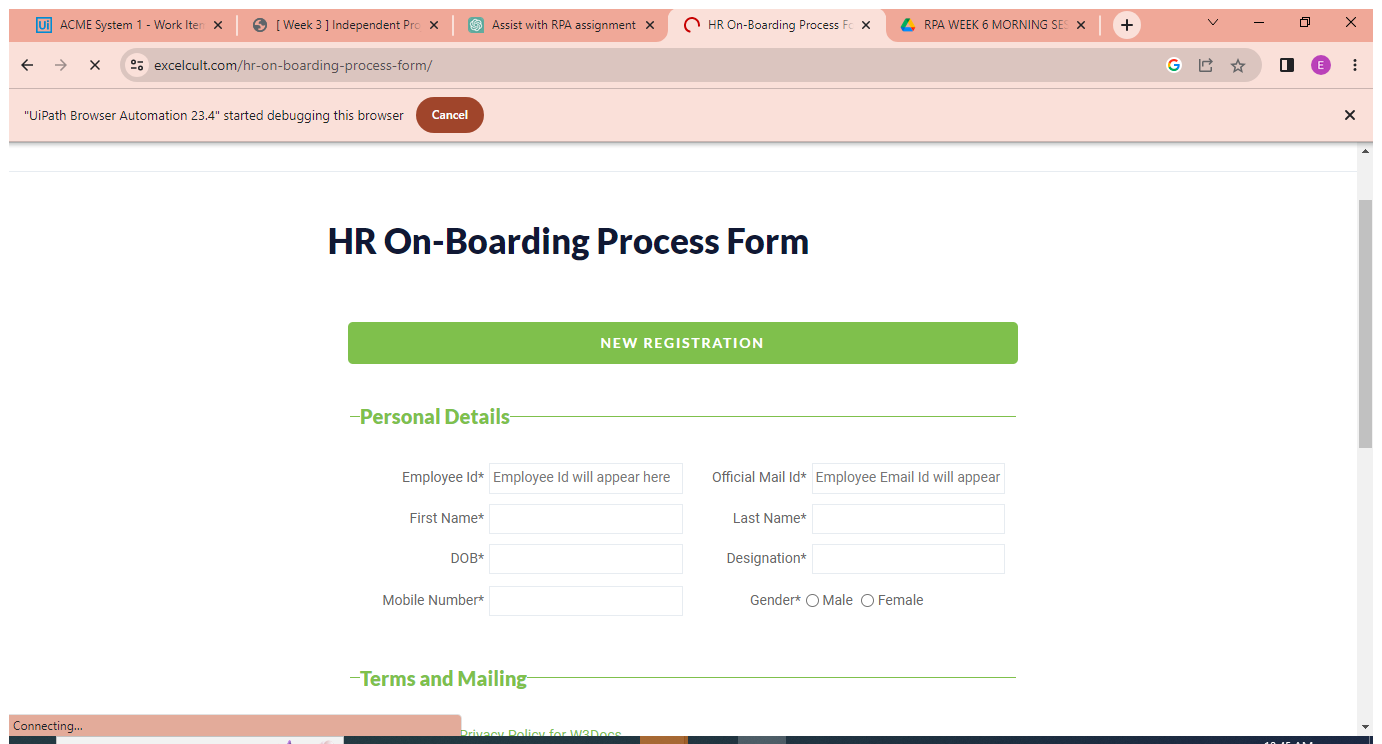 ACME System 1 - Work Iten
[ Week 3 ] Independent Pro
Assist with RPA assignment
HR On-Boarding Process Fo
RPA WEEK 6 MORNING SES
excelcult.com/hr-on-boarding-process-form/
E
"UiPath Browser Automation 23.4" started debugging this browser
Cancel
HR On-Boarding Process Form
NEW REGISTRATION
Personal Details
Employee Id* Employee Id will appear here Official Mail Id* Employee Email Id will appear
First Name* Last Name*
DOB* Designation*
Mobile Number* Gender* Male Female
Terms and Mailing
Privacy Policy for W3Docs
Connecting...